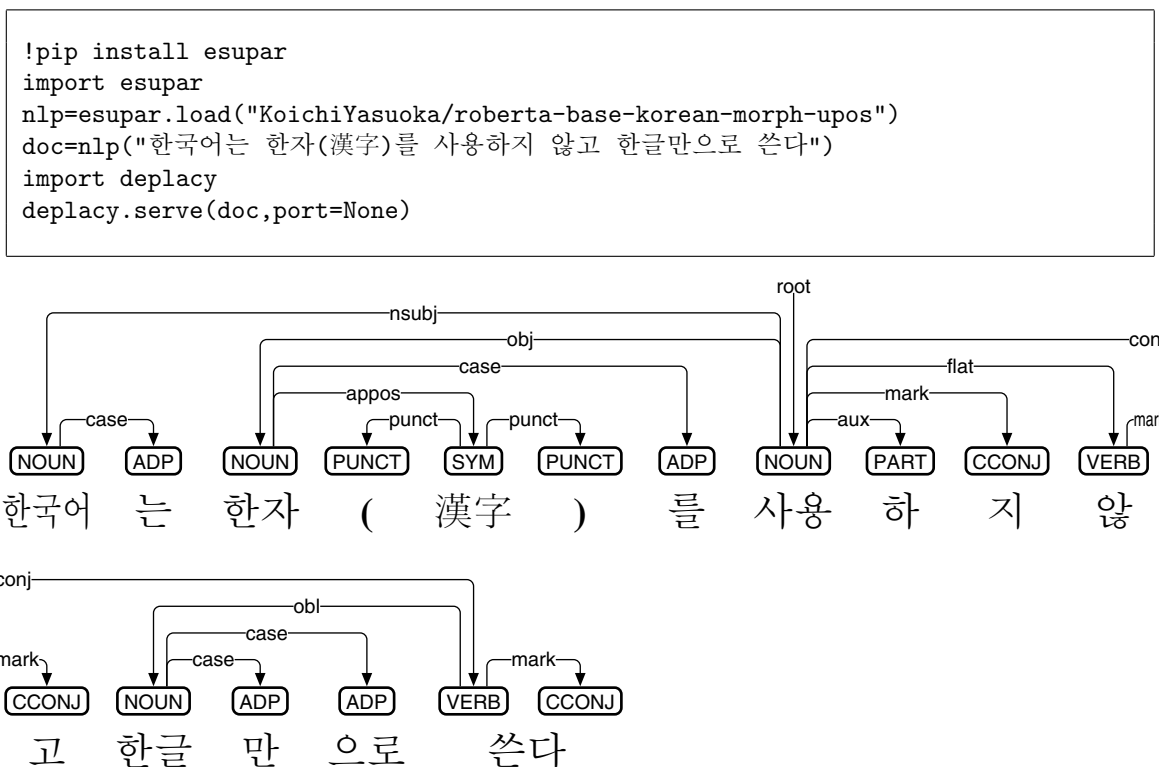 !pip install esupar
import esupar
nlp=esupar.load("KoichiYasuoka/roberta-base-korean-morph-upos")
doc=nlp("한국어는 한자(漢字)를 사용하지 않고 한글만으로 쓴다")
import deplacy
deplacy.serve(doc,port=None)
root
nsubj
obj con
case flat
appos mark
case punct punct aux mar
NOUN ADP NOUN PUNCT SYM PUNCT ADP NOUN PART CCONJ VERB
한국어 는 한자 ( 漢字 ) 를 사용 하 지 않
conj
obl
case
mark case mark
CCONJ NOUN ADP ADP VERB CCONJ
고 한글 만 으로 쓴다